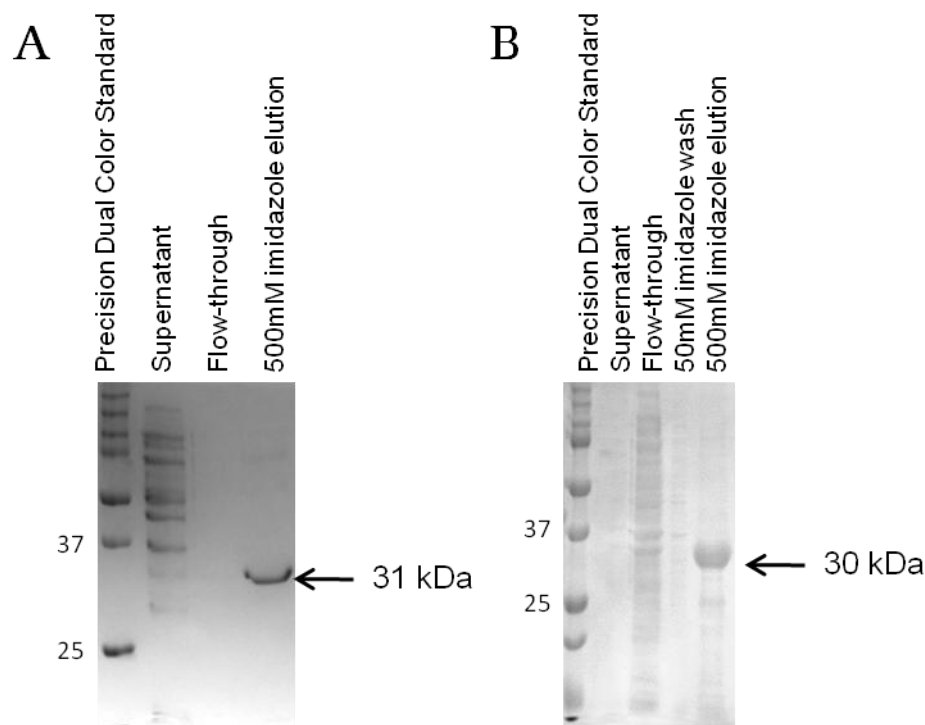 A
Precision Dual Color Standard
Supernatant
Flow-through
500mM imidazole elution
37
25
31 kDa
B
Precision Dual Color Standard
Supernatant
Flow-through
50mM imidazole wash
500mM imidazole elution
37
25
30 kDa